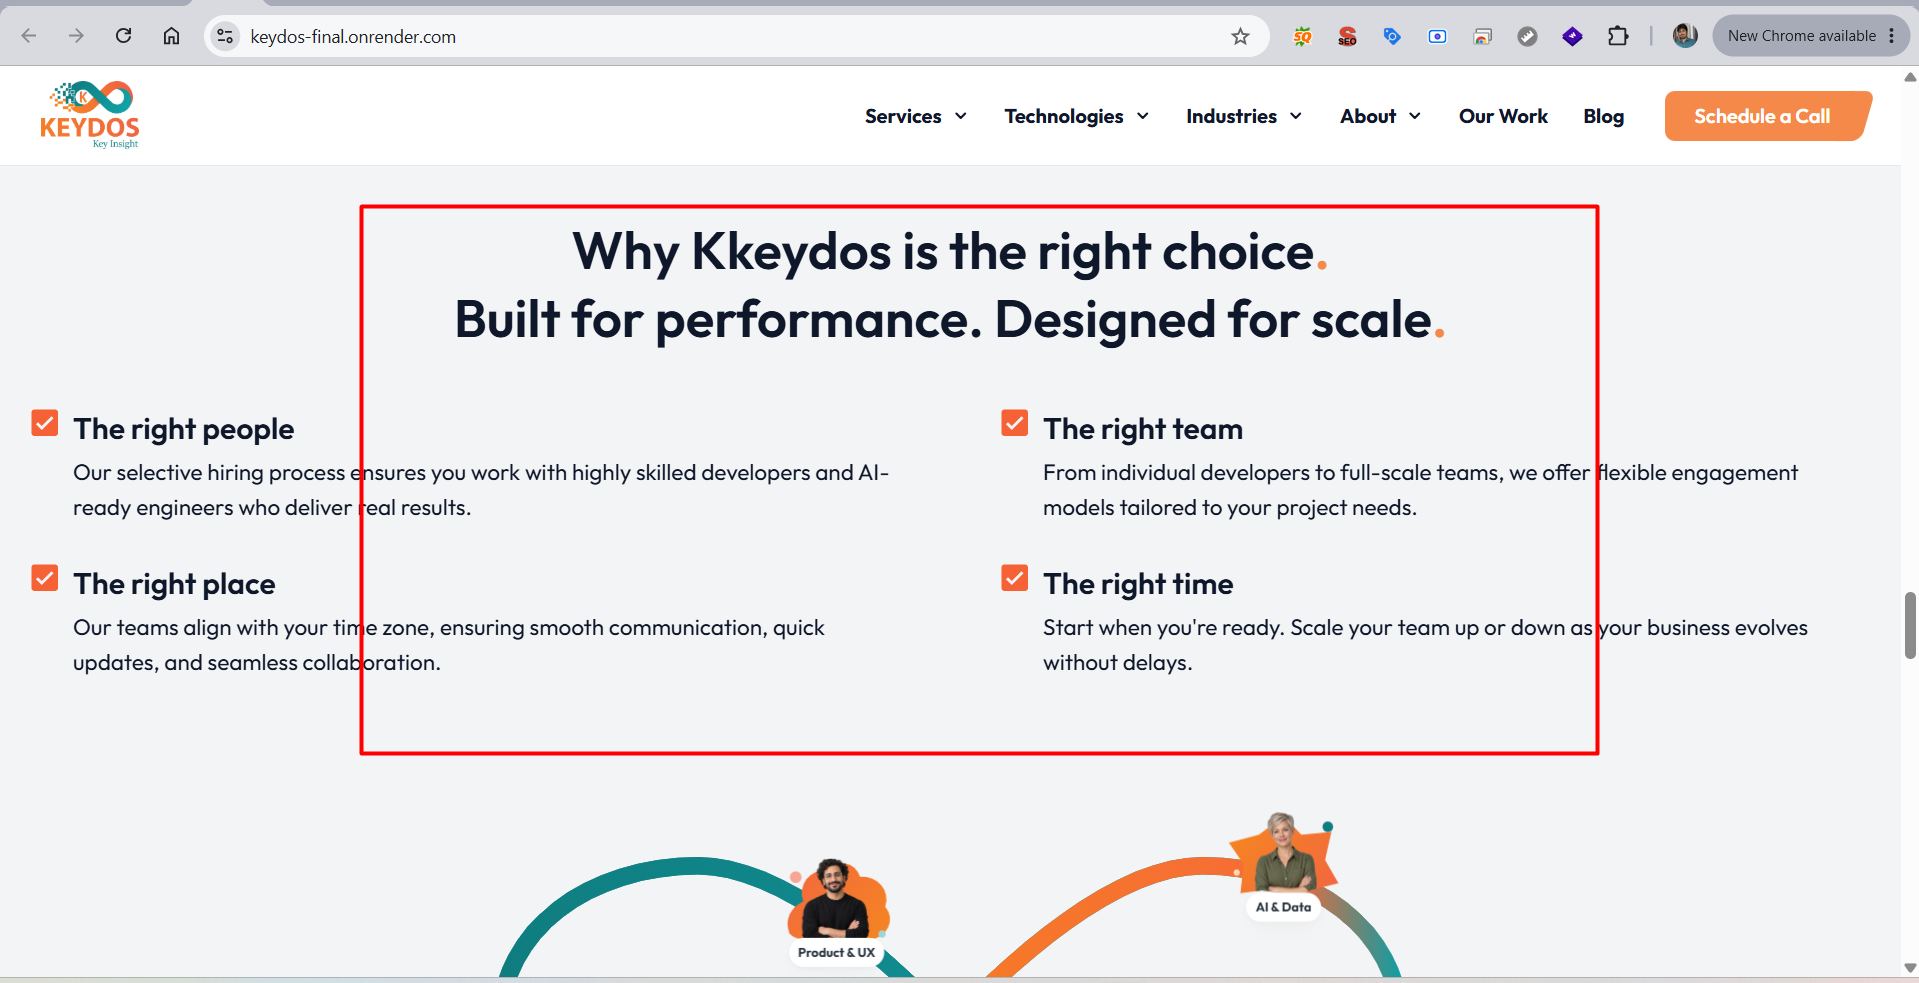 keydos-final.onrender.com
SQ
SEO
New Chrome available
K
KEYDOS
Key Insight
Services
Technologies
Industries
About
Our Work
Blog
Schedule a Call
Why Kkeydos is the right choice.
Built for performance. Designed for scale.
The right people
Our selective hiring process ensures you work with highly skilled developers and AI-
ready engineers who deliver real results.
The right team
From individual developers to full-scale teams, we offer flexible engagement
models tailored to your project needs.
The right place
Our teams align with your time zone, ensuring smooth communication, quick
updates, and seamless collaboration.
The right time
Start when you're ready. Scale your team up or down as your business evolves
without delays.
Product & UX
AI & Data